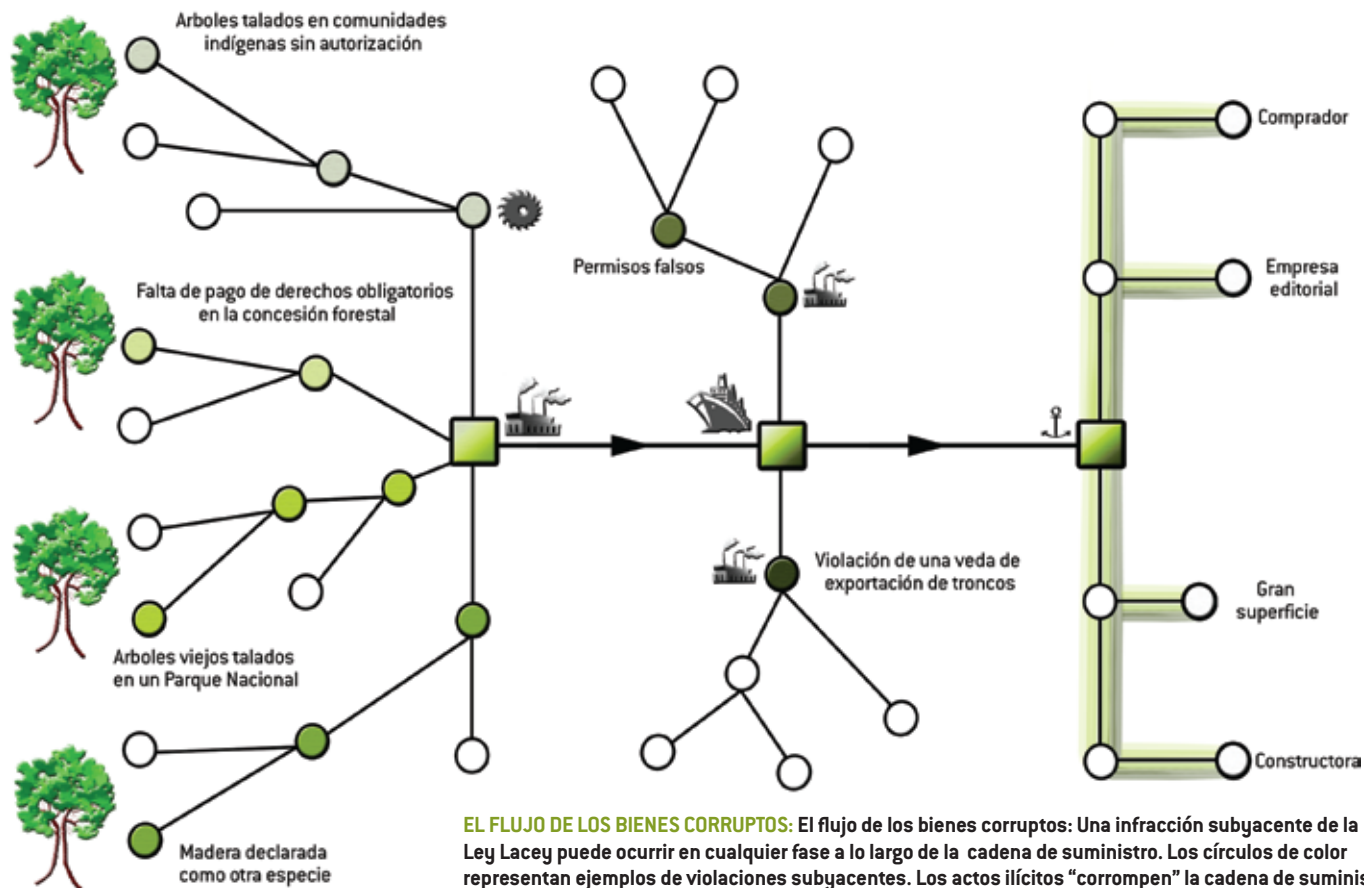 Arboles talados en comunidades
indígenas sin autorización
Falta de pago de derechos obligatorios
en la concesión forestal
Arboles viejos talados
en un Parque Nacional
Madera declarada
como otra especie
Permisos falsos
Violación de una veda de
exportación de troncos
Comprador
Empresa
editorial
Gran
superficie
Constructora
EL FLUJO DE LOS BIENES CORRUPTOS: El flujo de los bienes corruptos: Una infracción subyacente de la
Ley Lacey puede ocurrir en cualquier fase a lo largo de la cadena de suministro. Los círculos de color
representan ejemplos de violaciones subyacentes. Los actos ilícitos “corrompen” la cadena de suminis